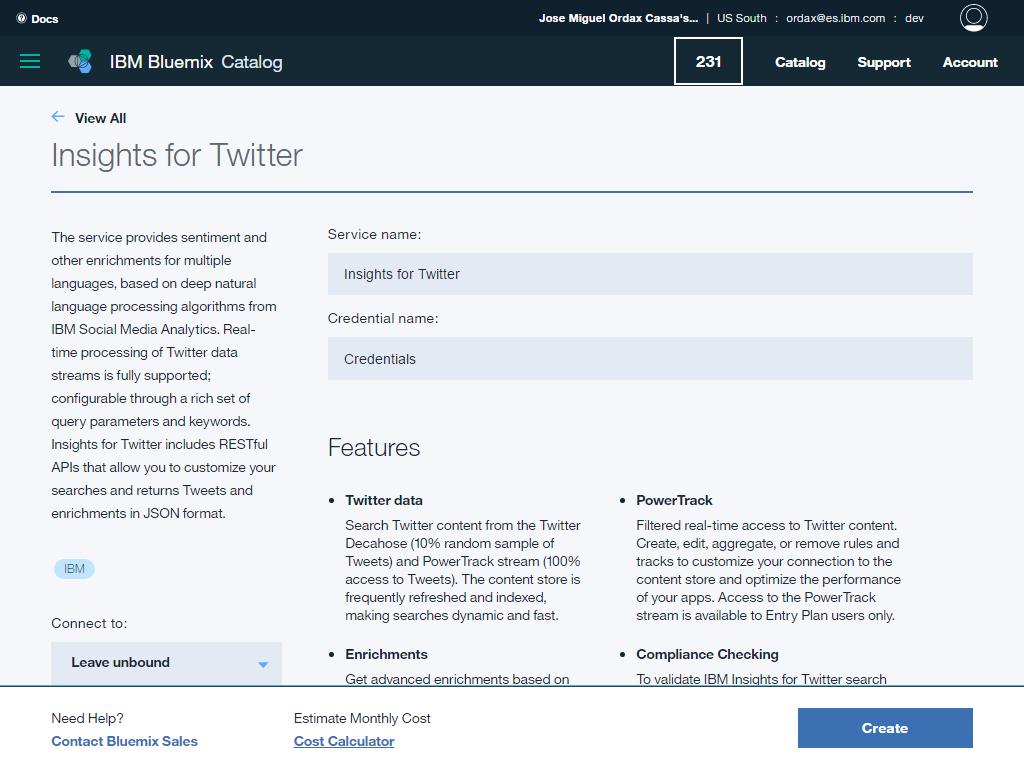 Docs
Jose Miguel Ordax Cassa's... | US South : ordax@es.ibm.com : dev
IBM Bluemix Catalog
231
Catalog
Support
Account
View All
Insights for Twitter
The service provides sentiment and
other enrichments for multiple
languages, based on deep natural
language processing algorithms from
IBM Social Media Analytics. Real-
time processing of Twitter data
streams is fully supported;
configurable through a rich set of
query parameters and keywords.
Insights for Twitter includes RESTful
APIs that allow you to customize your
searches and returns Tweets and
enrichments in JSON format.
IBM
Connect to:
Leave unbound
Service name:
Insights for Twitter
Credential name:
Credentials
Features
Twitter data
Search Twitter content from the Twitter
Decahose (10% random sample of
Tweets) and PowerTrack stream (100%
access to Tweets). The content store is
frequently refreshed and indexed,
making searches dynamic and fast.
PowerTrack
Filtered real-time access to Twitter content.
Create, edit, aggregate, or remove rules and
tracks to customize your connection to the
content store and optimize the performance
of your apps. Access to the PowerTrack
stream is available to Entry Plan users only.
Enrichments
Get advanced enrichments based on
Compliance Checking
To validate IBM Insights for Twitter search
Need Help?
Contact Bluemix Sales
Estimate Monthly Cost
Cost Calculator
Create